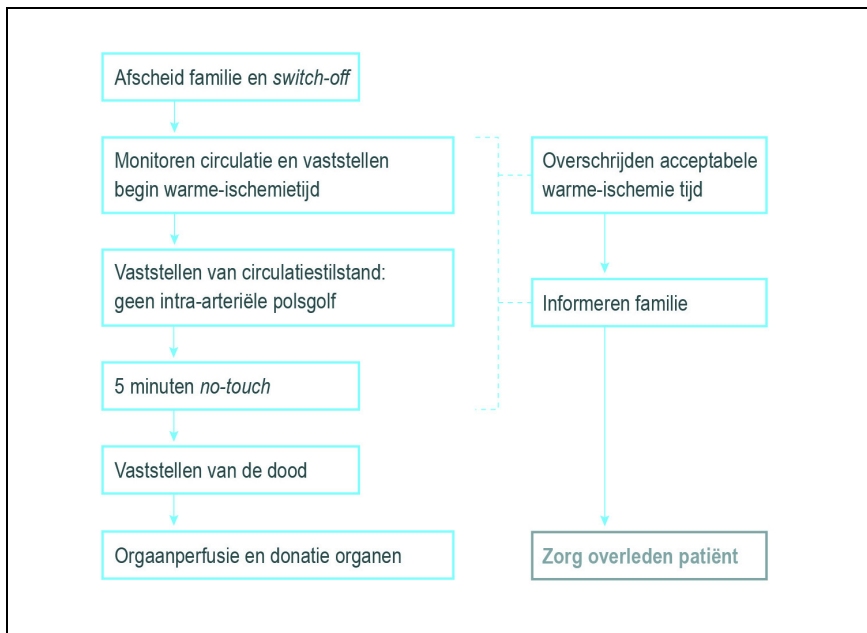 Afscheid familie en switch-off
Monitoren circulatie en vaststellen
begin warme-ischemietijd
Vaststellen van circulatiestilstand:
geen intra-arteriële polsgolf
5 minuten no-touch
Vaststellen van de dood
Orgaanperfusie en donatie organen
Overschrijden acceptabele
warme-ischemie tijd
Informeren familie
Zorg overleden patiënt